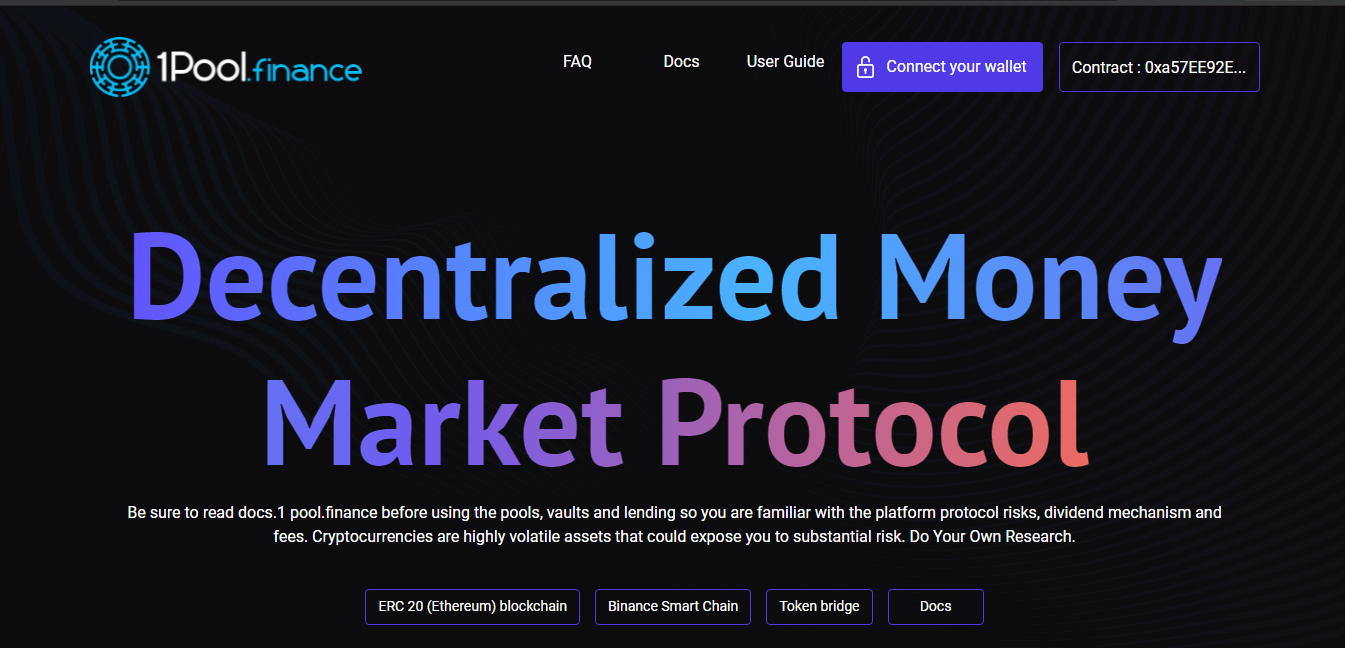 1Pool.finance
FAQ
Docs
User Guide
Connect your wallet
Contract : 0xa57EE92E...
Decentralized Money
Market Protocol
Be sure to read docs.1 pool.finance before using the pools, vaults and lending so you are familiar with the platform protocol risks, dividend mechanism and
fees. Cryptocurrencies are highly volatile assets that could expose you to substantial risk. Do Your Own Research.
ERC 20 (Ethereum) blockchain
Binance Smart Chain
Token bridge
Docs